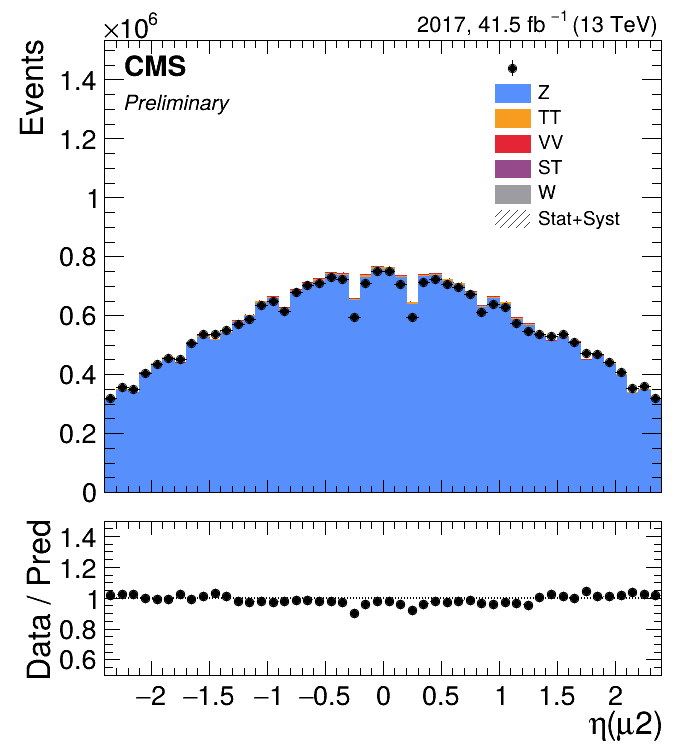 ×10⁶
2017, 41.5 fb⁻¹ (13 TeV)
Events
CMS
Preliminary
Z
TT
VV
ST
W
Stat+Syst
1.4
1.2
1
0.8
0.6
0.4
0.2
0
Data / Pred
1.4
1.2
1
0.8
0.6
−2 −1.5 −1 −0.5 0 0.5 1 1.5 2
η(μ2)